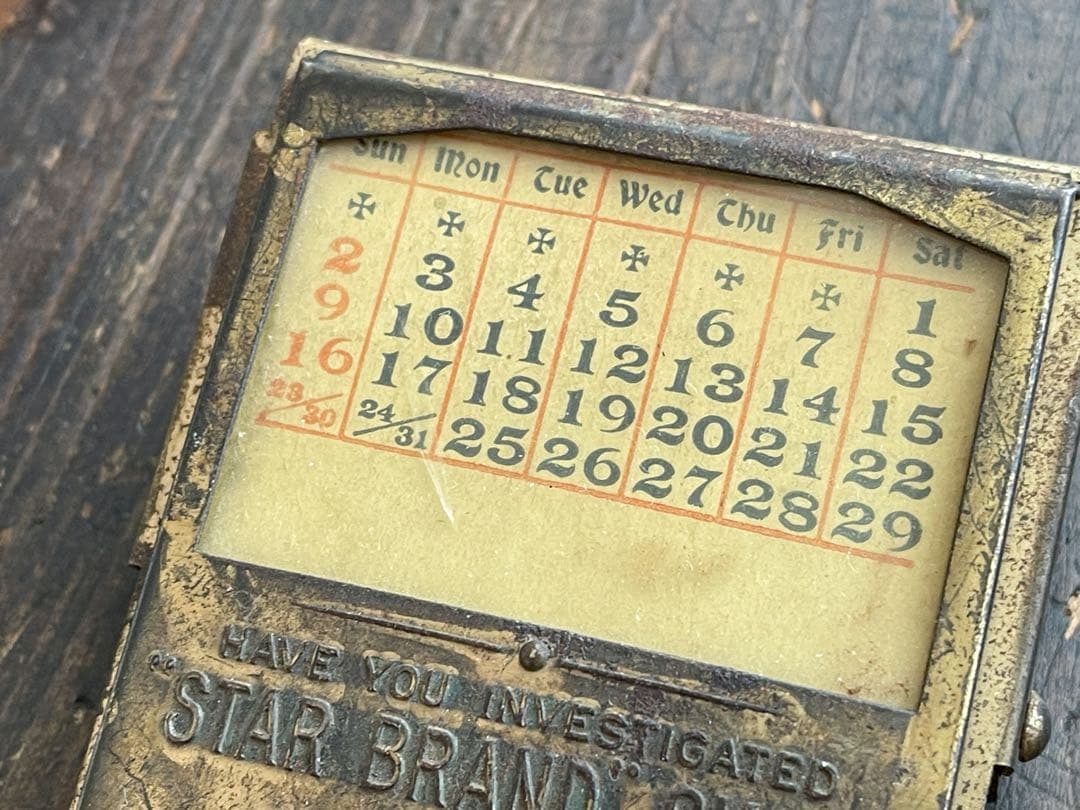 Sun Mon Tue Wed Thu Fri Sat
1
2 3 4 5 6 7 8
9 10 11 12 13 14 15
16 17 18 19 20 21 22
23/30 24/31 25 26 27 28 29
HAVE YOU INVESTIGATED
"STAR BRAND"